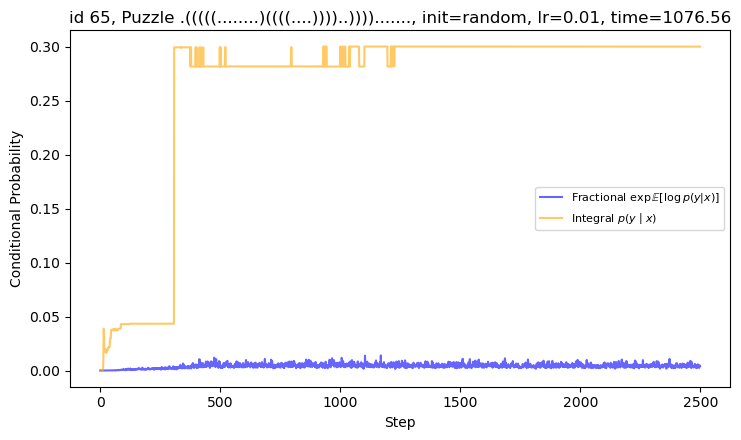 id 65, Puzzle .(((((........)((((....))))..))))......., init=random, lr=0.01, time=1076.56
Conditional Probability
0.30
0.25
0.20
0.15
0.10
0.05
0.00
Fractional exp𝔼[log p(y|x)]
Integral p(y | x)
0 500 1000 1500 2000 2500
Step